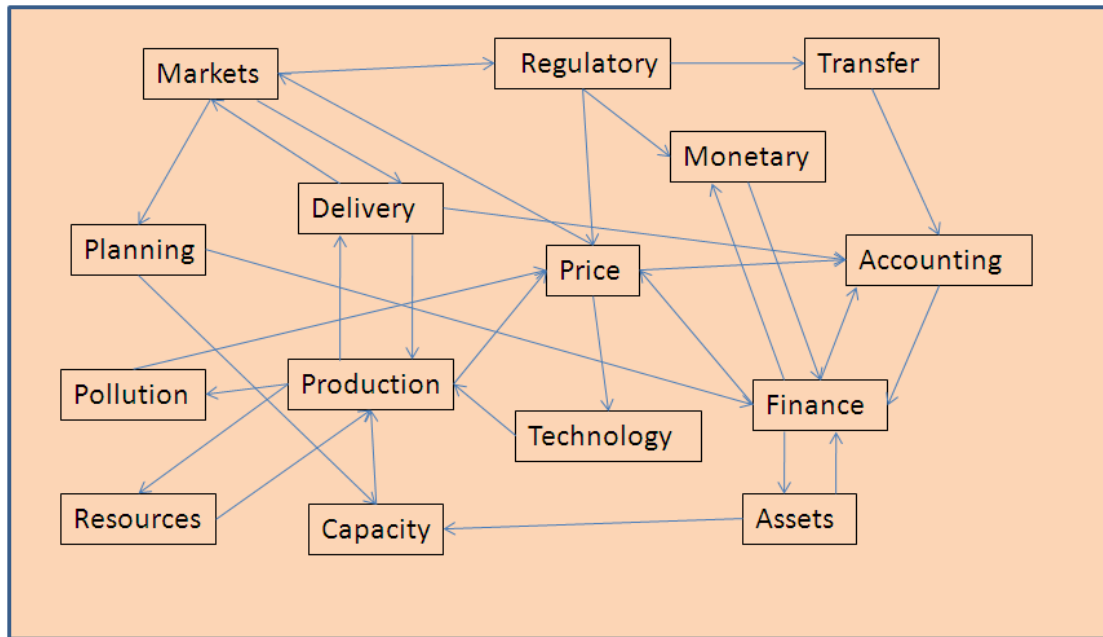 Markets
Regulatory
Transfer
Monetary
Delivery
Planning
Price
Accounting
Pollution
Production
Finance
Technology
Resources
Capacity
Assets